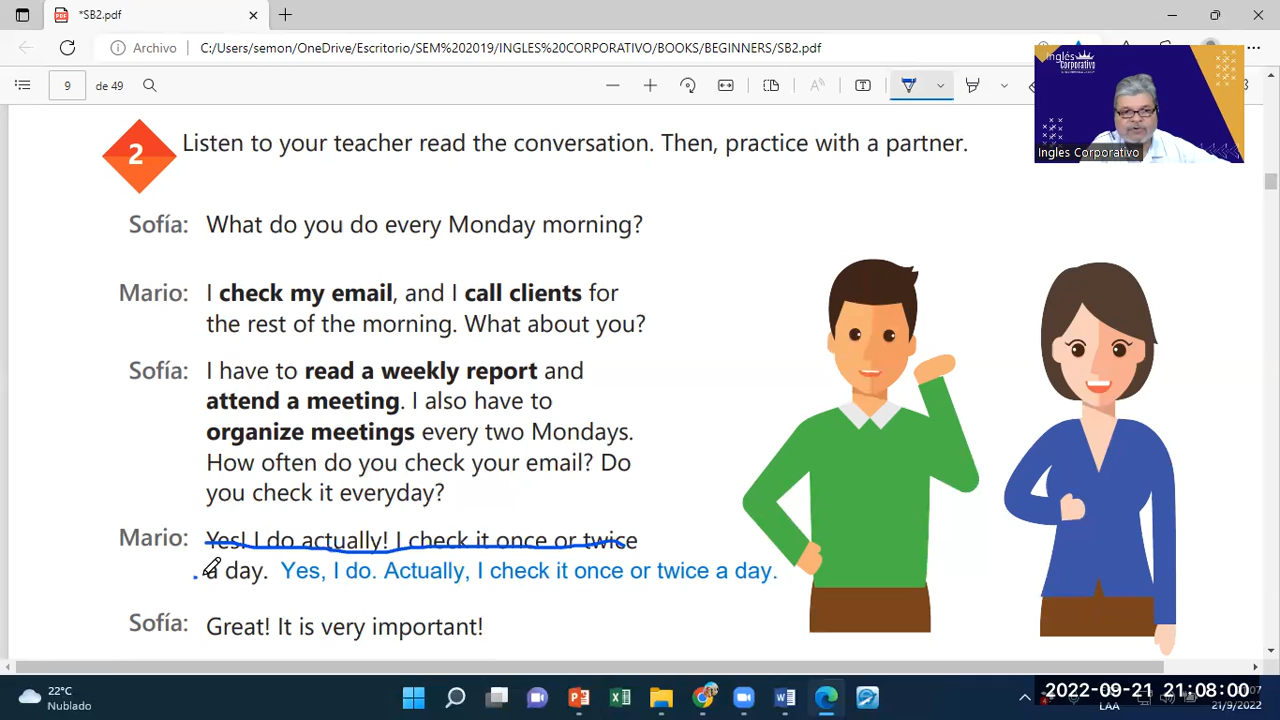 *SB2.pdf
Archivo C:/Users/semon/OneDrive/Escritorio/SEM%202019/INGLES%20CORPORATIVO/BOOKS/BEGINNERS/SB2.pdf
9 de 49
Inglés
corporativo
Ingles Corporativo
2 Listen to your teacher read the conversation. Then, practice with a partner.
Sofía: What do you do every Monday morning?
Mario: I check my email, and I call clients for
the rest of the morning. What about you?
Sofía: I have to read a weekly report and
attend a meeting. I also have to
organize meetings every two Mondays.
How often do you check your email? Do
you check it everyday?
Mario: Yes! I do actually! I check it once or twice
a day. Yes, I do. Actually, I check it once or twice a day.
Sofía: Great! It is very important!
22°C
Nublado
LAA
2022-09-21 21:08:00
21/9/2022